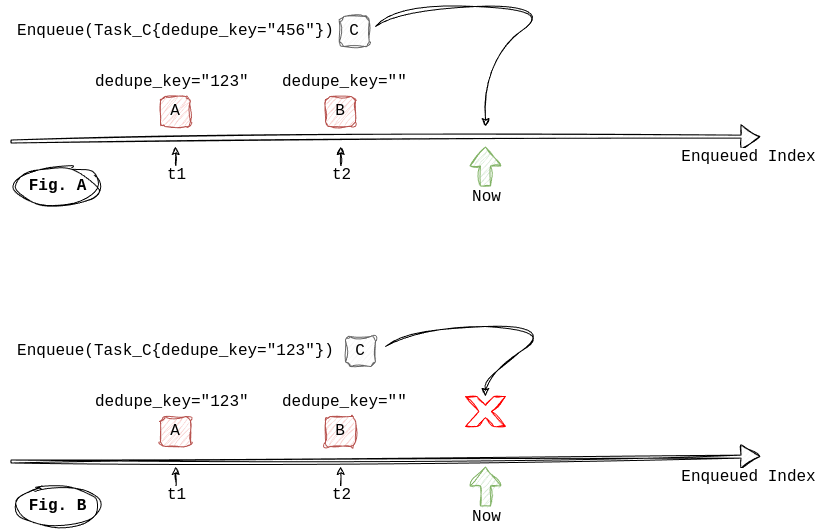 Enqueue(Task_C{dedupe_key="456"}) C
dedupe_key="123" dedupe_key=""
A B
t1 t2
Enqueued Index
Fig. A
Now
Enqueue(Task_C{dedupe_key="123"}) C
dedupe_key="123" dedupe_key=""
A B
t1 t2
Enqueued Index
Fig. B
Now